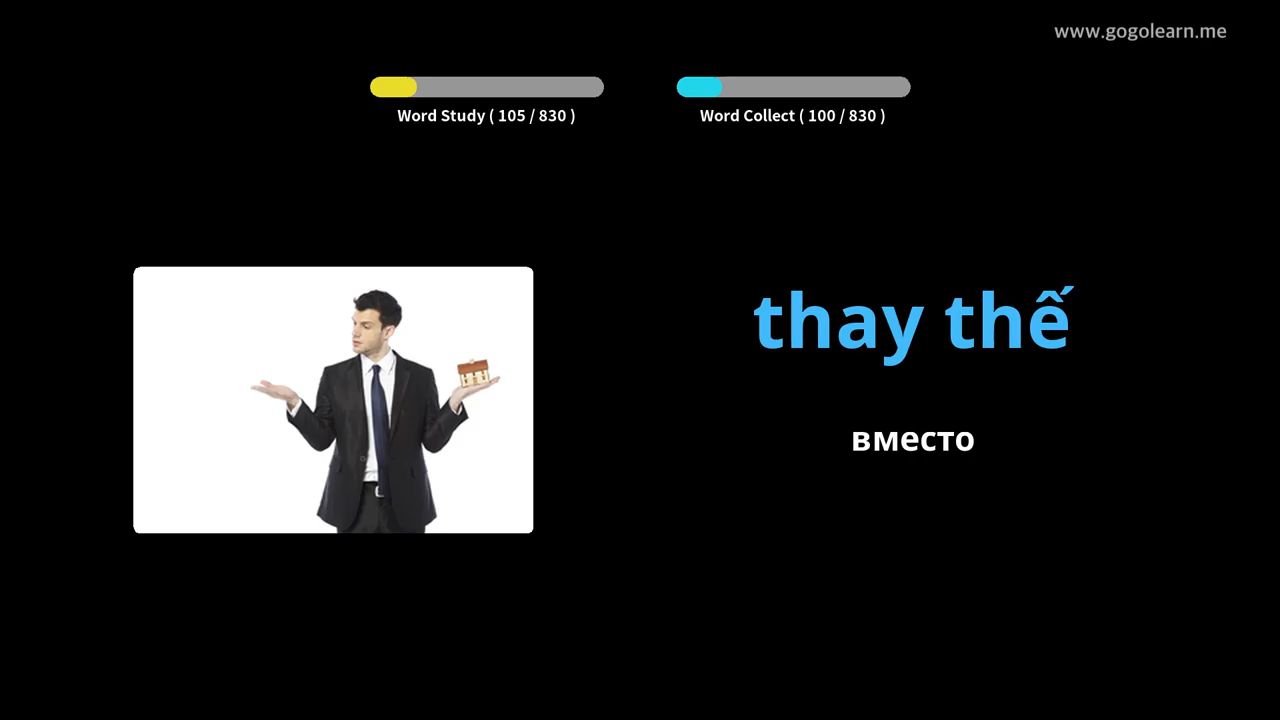 www.gogolearn.me
Word Study ( 105 / 830 )
Word Collect ( 100 / 830 )
thay thế
вместо